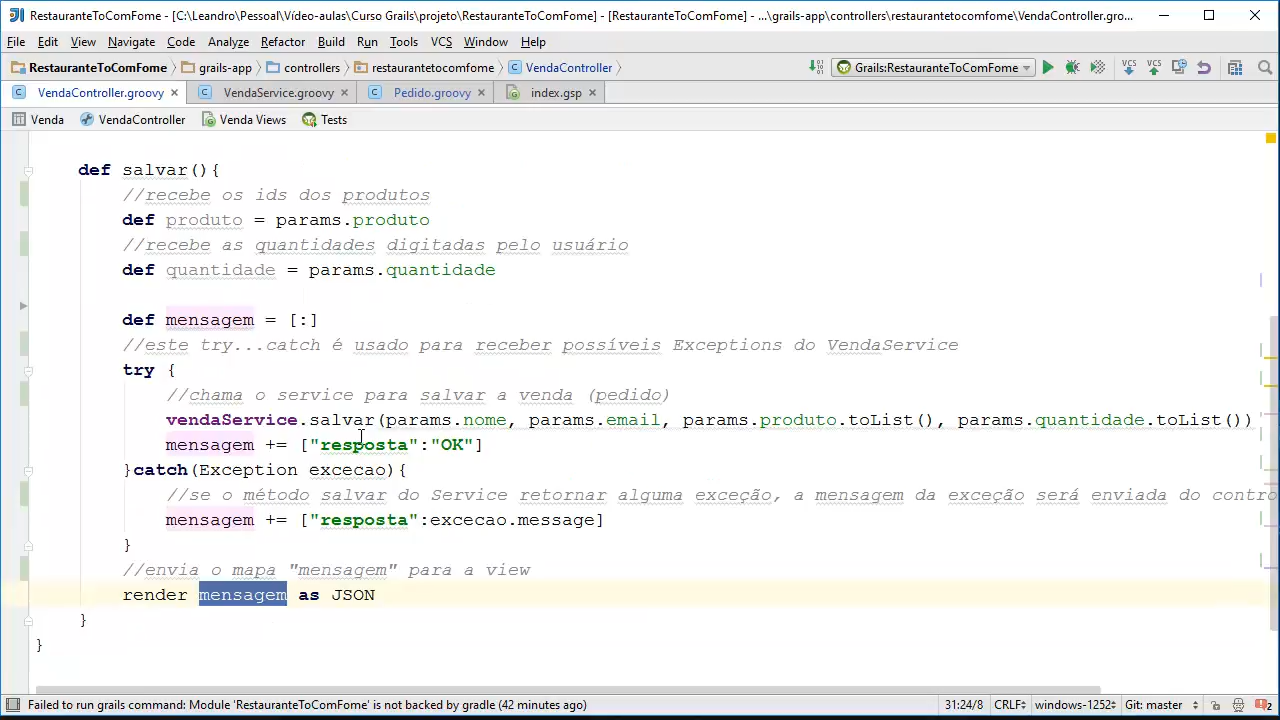 RestauranteToComFome - [C:\Leandro\Pessoal\Vídeo-aulas\Curso Grails\projeto\RestauranteToComFome] - [RestauranteToComFome] - ...\grails-app\controllers\restaurantetocomfome\VendaController.gro...
File Edit View Navigate Code Analyze Refactor Build Run Tools VCS Window Help
RestauranteToComFome grails-app controllers restaurantetocomfome VendaController Grails:RestauranteToComFome VCS VCS
VendaController.groovy VendaService.groovy Pedido.groovy index.gsp
Venda VendaController Venda Views Tests
def salvar(){
//recebe os ids dos produtos
def produto = params.produto
//recebe as quantidades digitadas pelo usuário
def quantidade = params.quantidade
def mensagem = [:]
//este try...catch é usado para receber possíveis Exceptions do VendaService
try {
//chama o service para salvar a venda (pedido)
vendaService.salvar(params.nome, params.email, params.produto.toList(), params.quantidade.toList())
mensagem += ["resposta":"OK"]
}catch(Exception excecao){
//se o método salvar do Service retornar alguma exceção, a mensagem da exceção será enviada do contro
mensagem += ["resposta":excecao.message]
}
//envia o mapa "mensagem" para a view
render mensagem as JSON
}
}
Failed to run grails command: Module 'RestauranteToComFome' is not backed by gradle (42 minutes ago) 31:24/8 CRLF windows-1252 Git: master 2